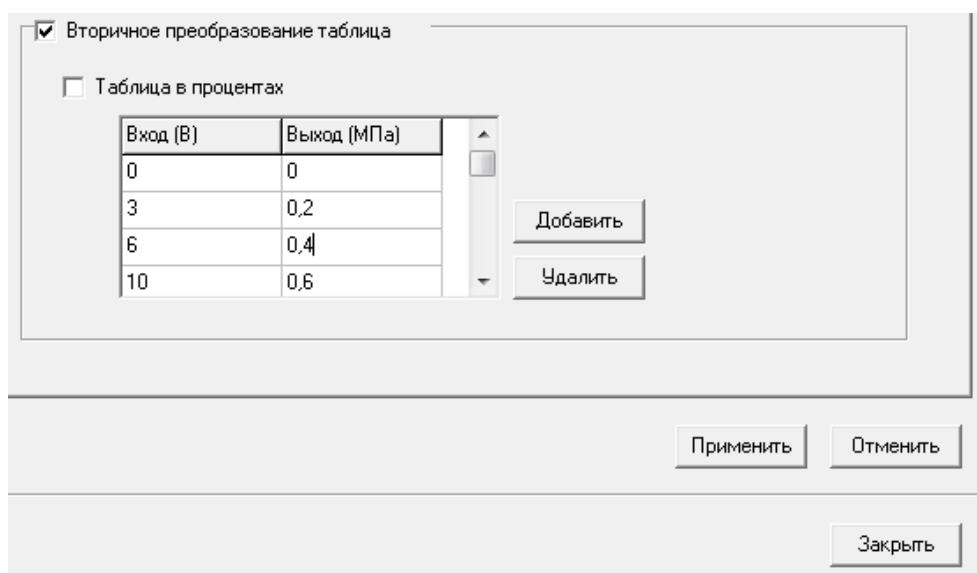 Вторичное преобразование таблица
Таблица в процентах
Вход (В) Выход (МПа)
0 0
3 0,2
6 0,4
10 0,6
Добавить
Удалить
Применить Отменить
Закрыть